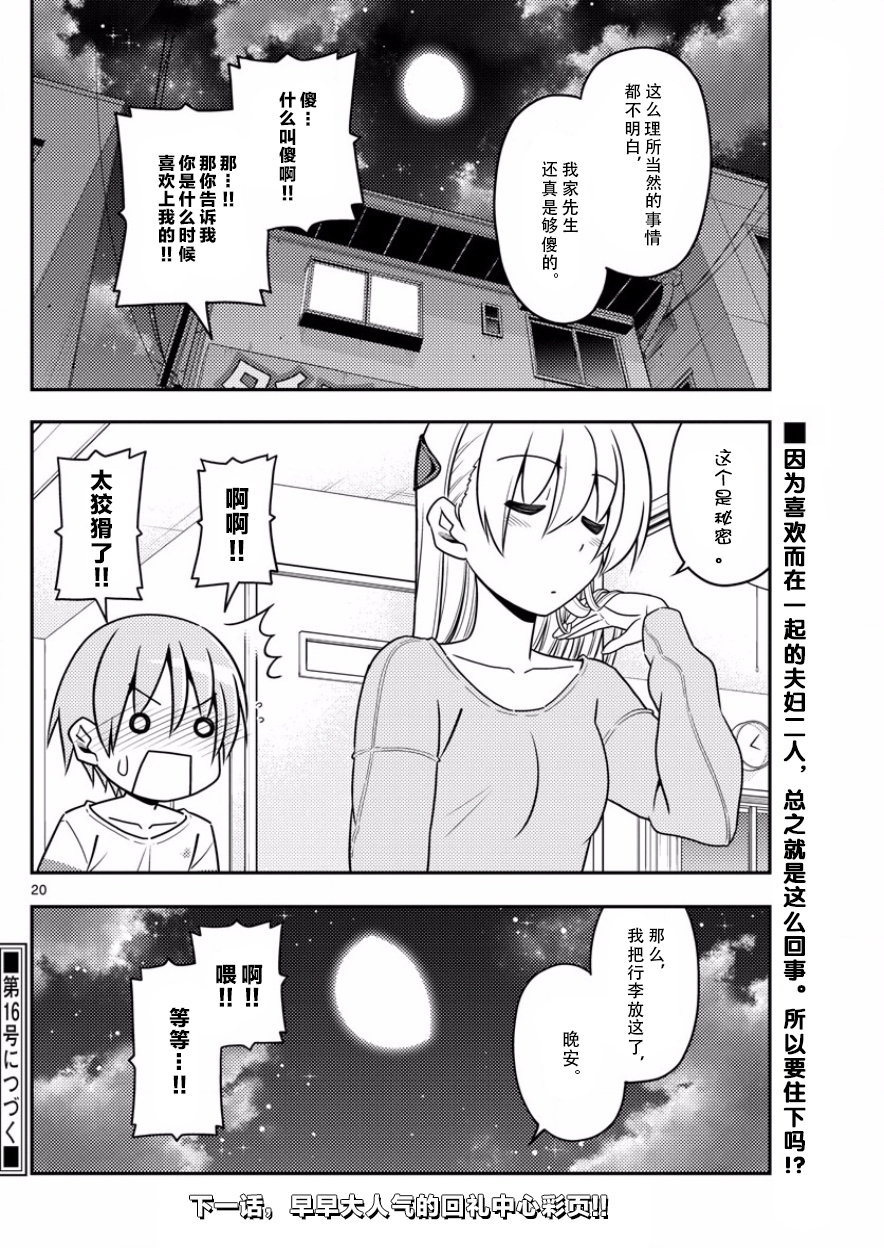 这么理所当然的事情
都不明白,
我家先生
还真是够傻的。
傻…
什么叫傻啊!!
那…!!
那你告诉我
你是什么时候
喜欢上我的!!
这个是秘密。
啊啊!!
太狡猾了!!
20
那么,
我把行李放这了,
晚安。
啊!!
喂!!
等等…!!
■因为喜欢而在一起的夫妇二人，总之就是这么回事。所以要住下吗!?
■第16号につづく■
下一话，早早大人气的回礼中心彩页!!